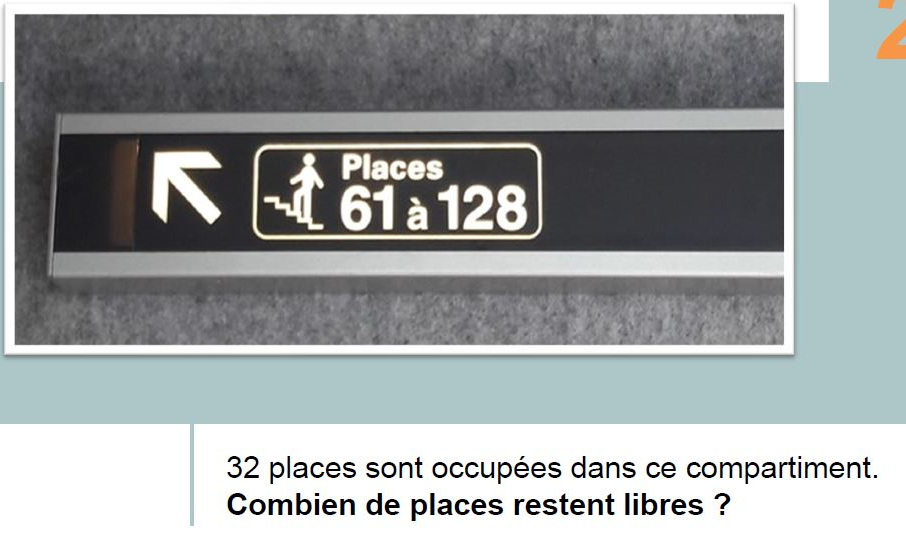 Places
61 à 128
32 places sont occupées dans ce compartiment.
Combien de places restent libres ?